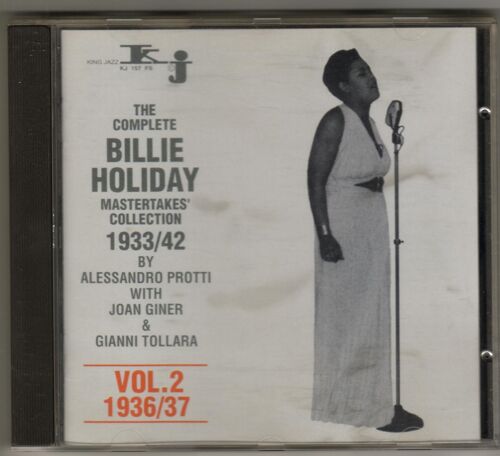 KING JAZZ
KJ
KJ 157 FS
THE
COMPLETE
BILLIE
HOLIDAY
MASTERTAKES'
COLLECTION
1933/42
BY
ALESSANDRO PROTTI
WITH
JOAN GINER
&
GIANNI TOLLARA
VOL.2
1936/37